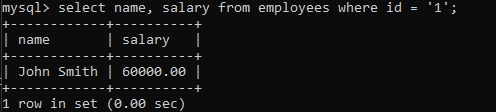 mysql> select name, salary from employees where id = '1';
+------------+----------+
| name       | salary   |
+------------+----------+
| John Smith | 60000.00 |
+------------+----------+
1 row in set (0.00 sec)